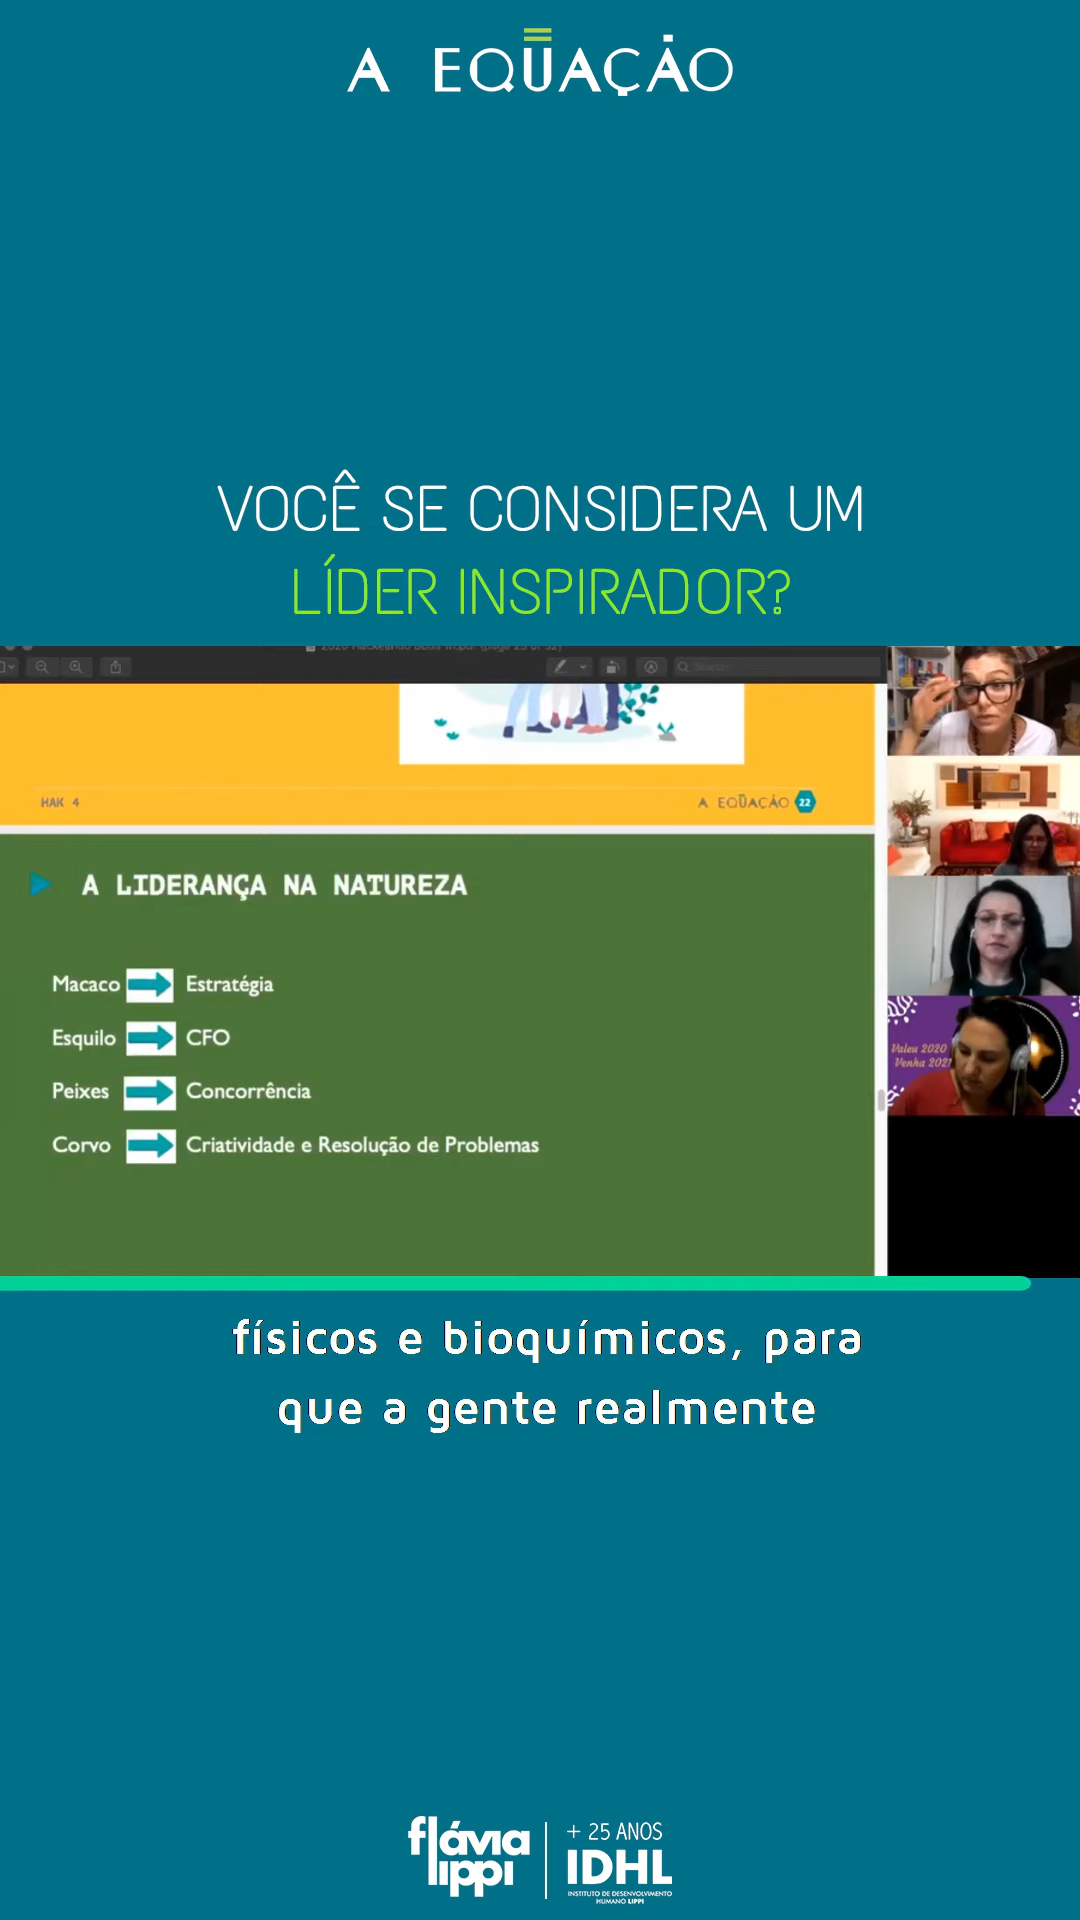 A EQUAÇÃO
VOCÊ SE CONSIDERA UM
LÍDER INSPIRADOR?
HAK 4
A EQUAÇÃO 22
A LIDERANÇA NA NATUREZA
Macaco Estratégia
Esquilo CFO
Peixes Concorrência
Corvo Criatividade e Resolução de Problemas
Valeu 2020
Venha 2021
físicos e bioquímicos, para
que a gente realmente
flávia
lippi
+ 25 ANOS
IDHL
INSTITUTO DE DESENVOLVIMENTO
HUMANO LIPPI